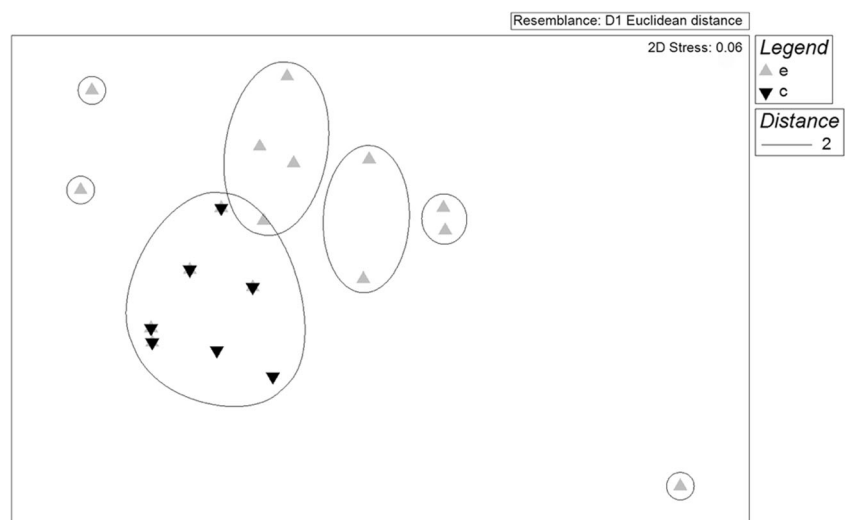 Resemblance: D1 Euclidean distance
2D Stress: 0.06
Legend
e
c
Distance
2